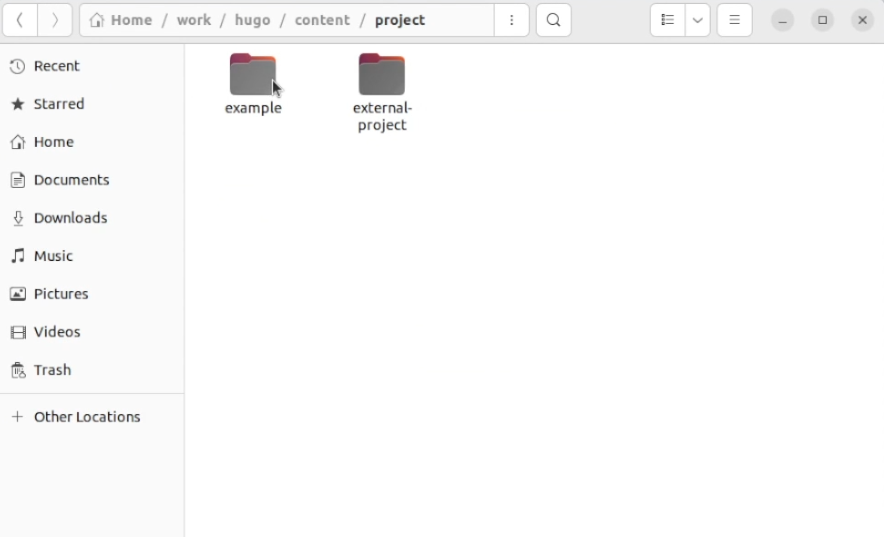 Home / work / hugo / content / project
Recent
Starred
Home
Documents
Downloads
Music
Pictures
Videos
Trash
Other Locations
example
external-
project